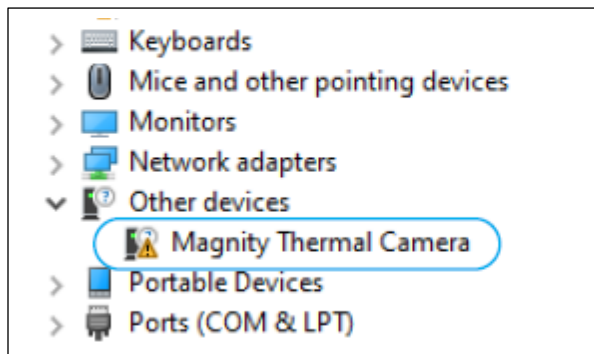 Keyboards
Mice and other pointing devices
Monitors
Network adapters
Other devices
Magnity Thermal Camera
Portable Devices
Ports (COM & LPT)